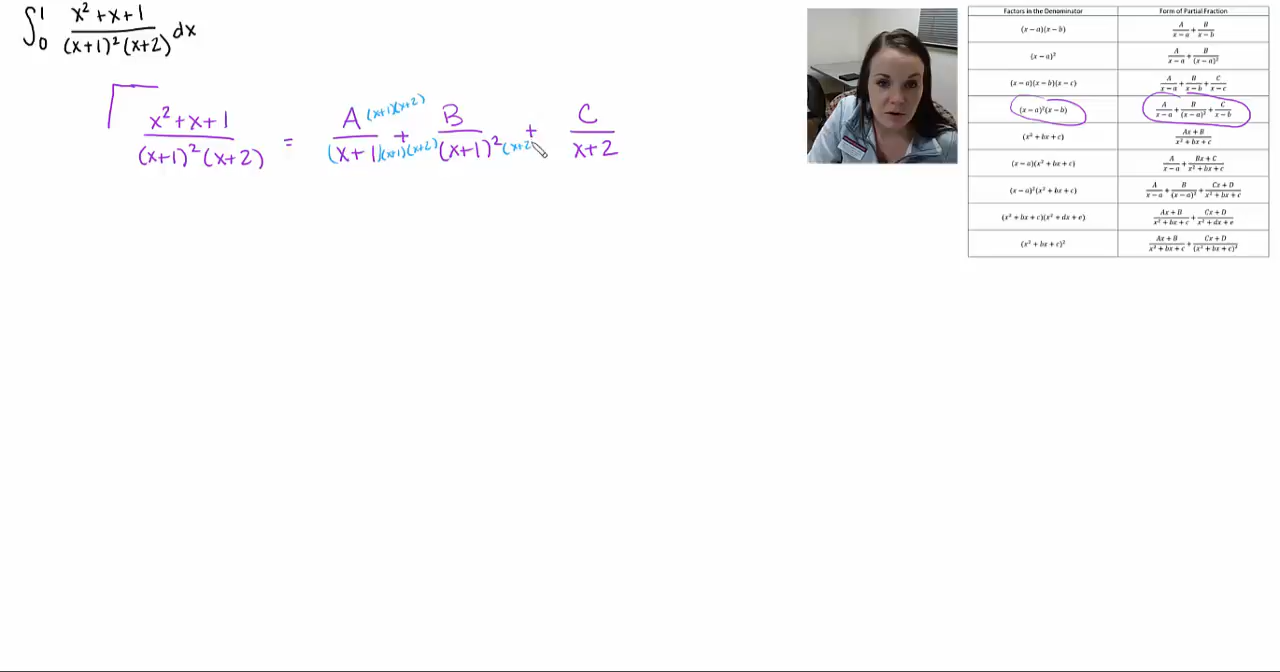 ∫₀¹ (x² + x + 1)/((x+1)²(x+2)) dx
(x² + x + 1)/((x+1)²(x+2)) = A (x+1)(x+2)/((x+1)(x+1)(x+2)) + B/((x+1)² (x+2 + C/(x+2)
Factors in the Denominator | Form of Partial Fraction
(x − a)(x − b) | A/(x − a) + B/(x − b)
(x − a)² | A/(x − a) + B/(x − a)²
(x − a)(x − b)(x − c) | A/(x − a) + B/(x − b) + C/(x − c)
(x − a)²(x − b) | A/(x − a) + B/(x − a)² + C/(x − b)
(x² + bx + c) | (Ax + B)/(x² + bx + c)
(x − a)(x² + bx + c) | A/(x − a) + (Bx + C)/(x² + bx + c)
(x − a)²(x² + bx + c) | A/(x − a) + B/(x − a)² + (Cx + D)/(x² + bx + c)
(x² + bx + c)(x² + dx + e) | (Ax + B)/(x² + bx + c) + (Cx + D)/(x² + dx + e)
(x² + bx + c)² | (Ax + B)/(x² + bx + c) + (Cx + D)/(x² + bx + c)²